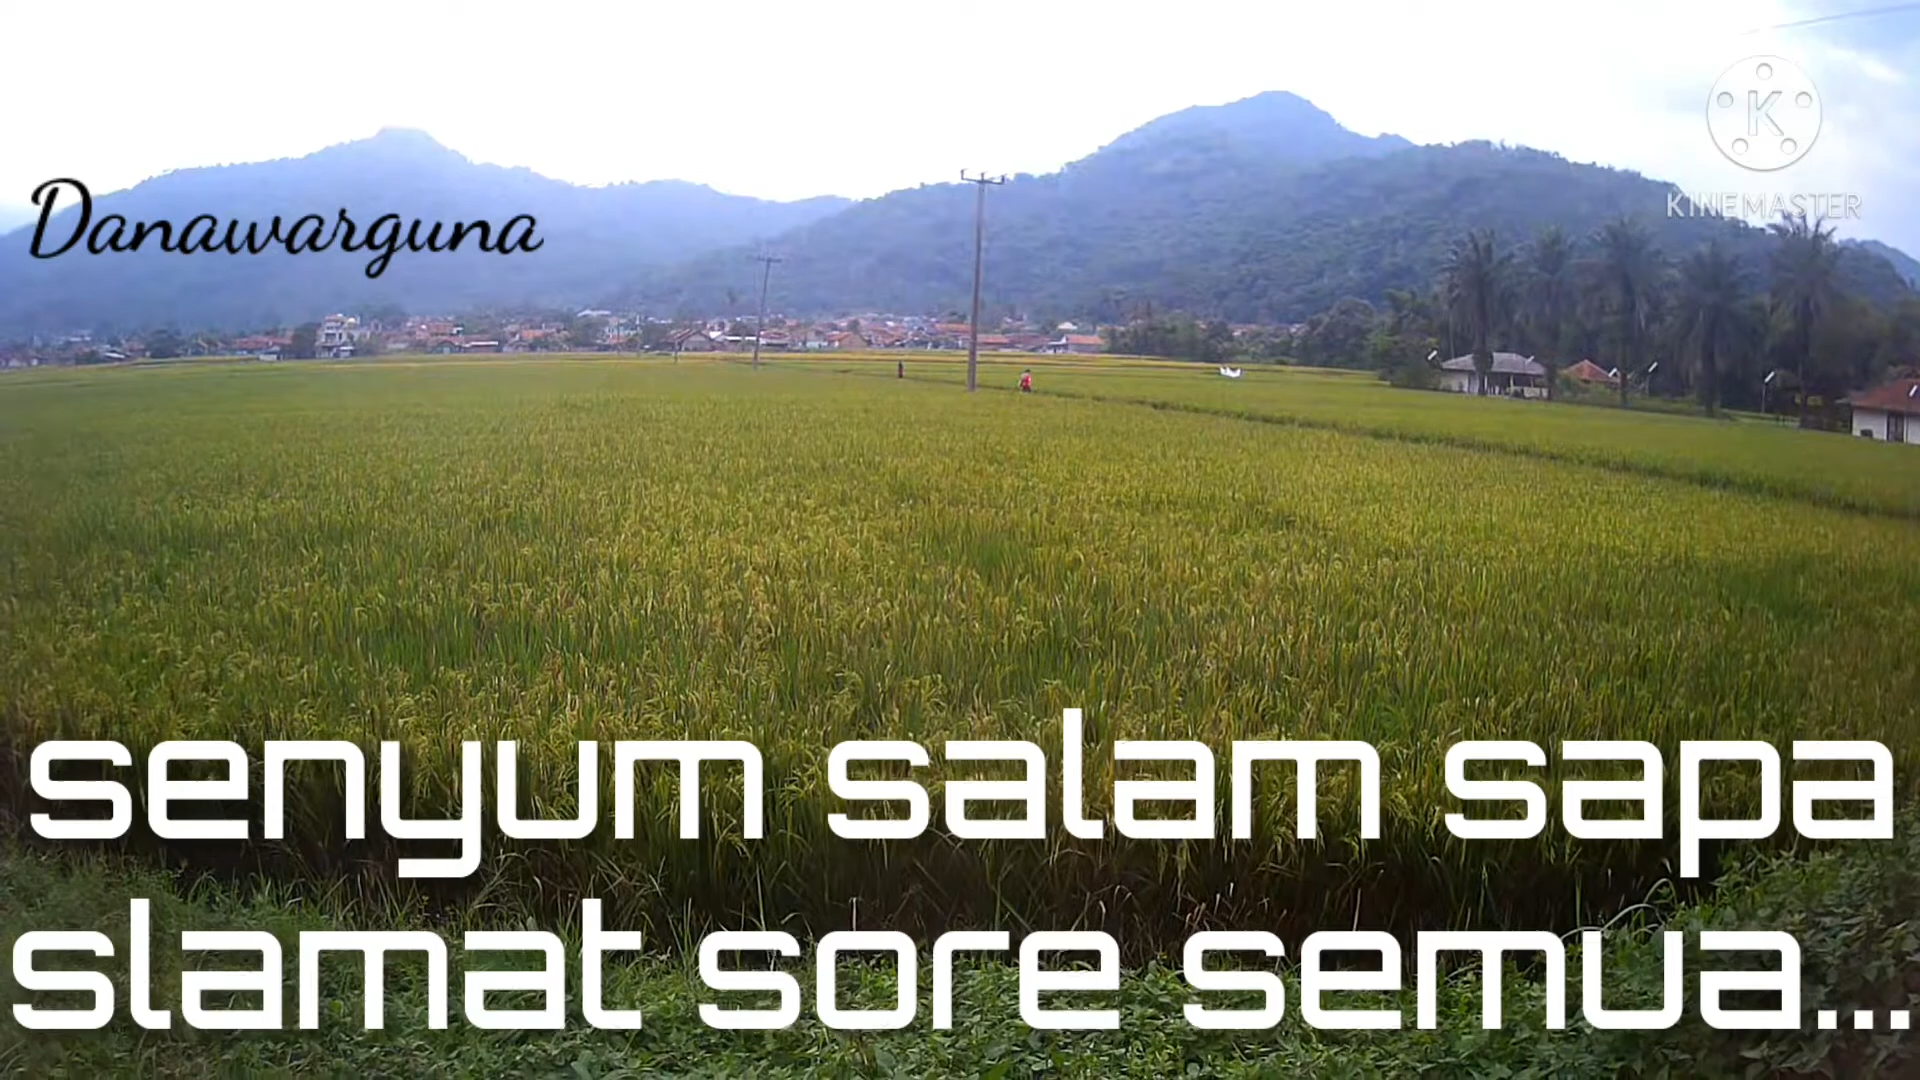 Danawarguna
K
KINEMASTER
senyum salam sapa
slamat sore semua...